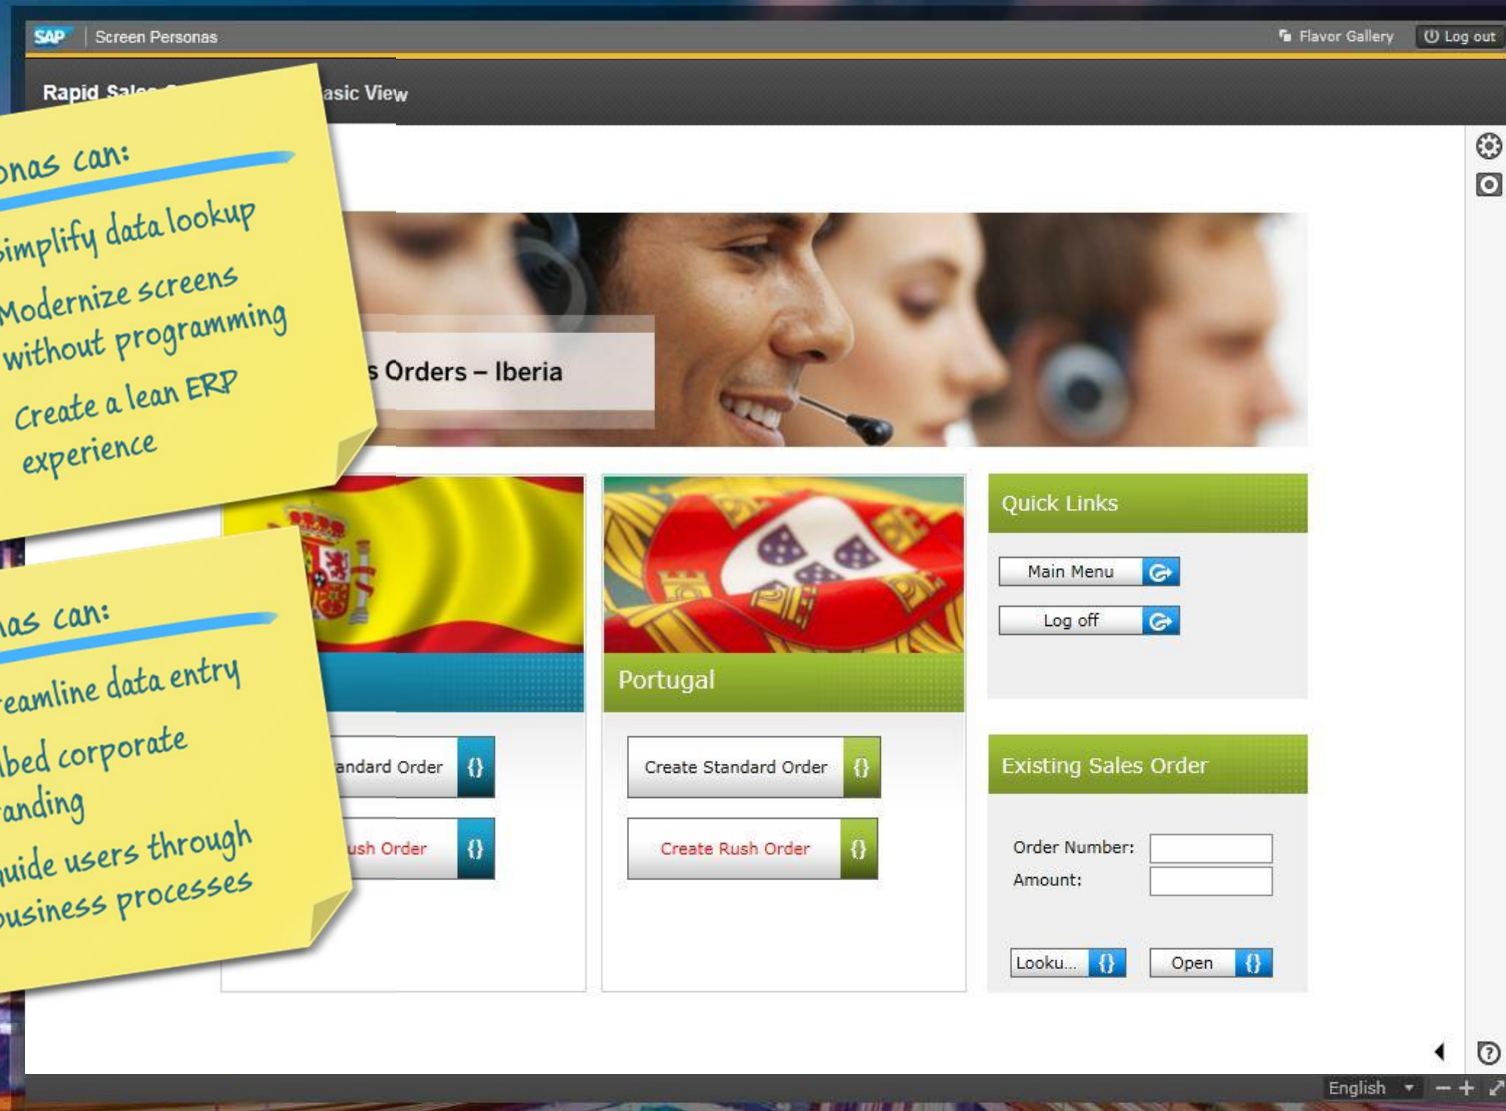 SAP Screen Personas
Flavor Gallery
Log out
Rapid
asic View
can:
Simplify data lookup
Modernize screens
without programming
Create a lean ERP
experience
s Orders – Iberia
can:
reamline data entry
bed corporate
randing
uide users through
business processes
andard Order {}
ush Order {}
Portugal
Create Standard Order {}
Create Rush Order {}
Quick Links
Main Menu
Log off
Existing Sales Order
Order Number:
Amount:
Looku... {}
Open {}
English